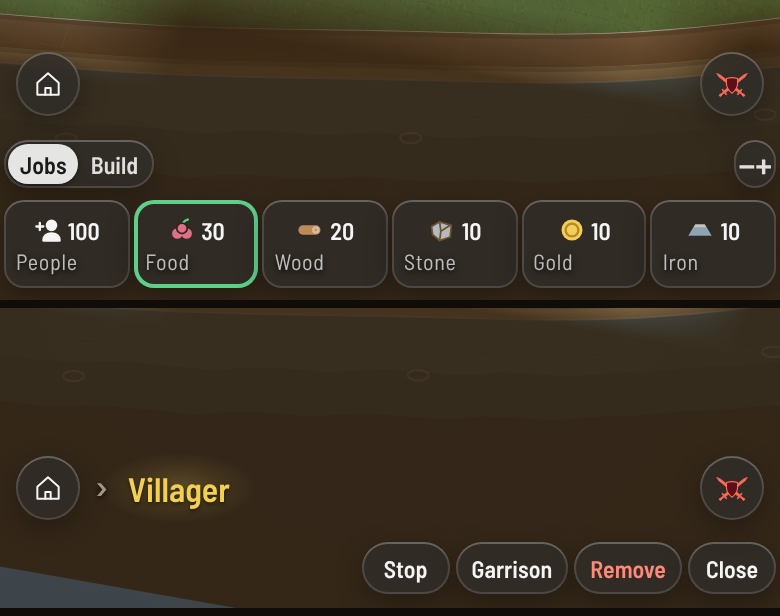 Jobs Build −+
100 30 20 10 10 10
People Food Wood Stone Gold Iron
› Villager
Stop Garrison Remove Close